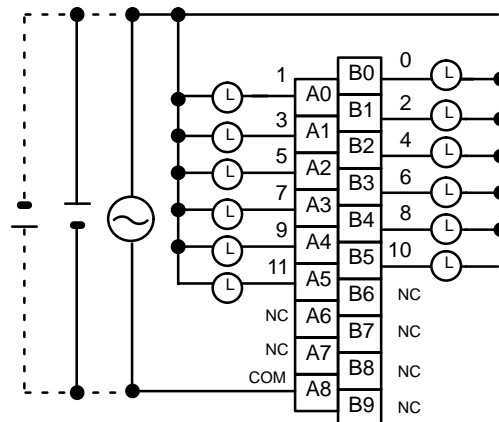 0
1 B0 L
L A0 2
3 B1 L
L A1 4
5 B2 L
L A2 6
7 B3 L
L A3 8
9 B4 L
L A4 10
11 B5 L
L A5 B6 NC
NC A6
B7 NC
NC A7
B8 NC
COM A8
B9 NC